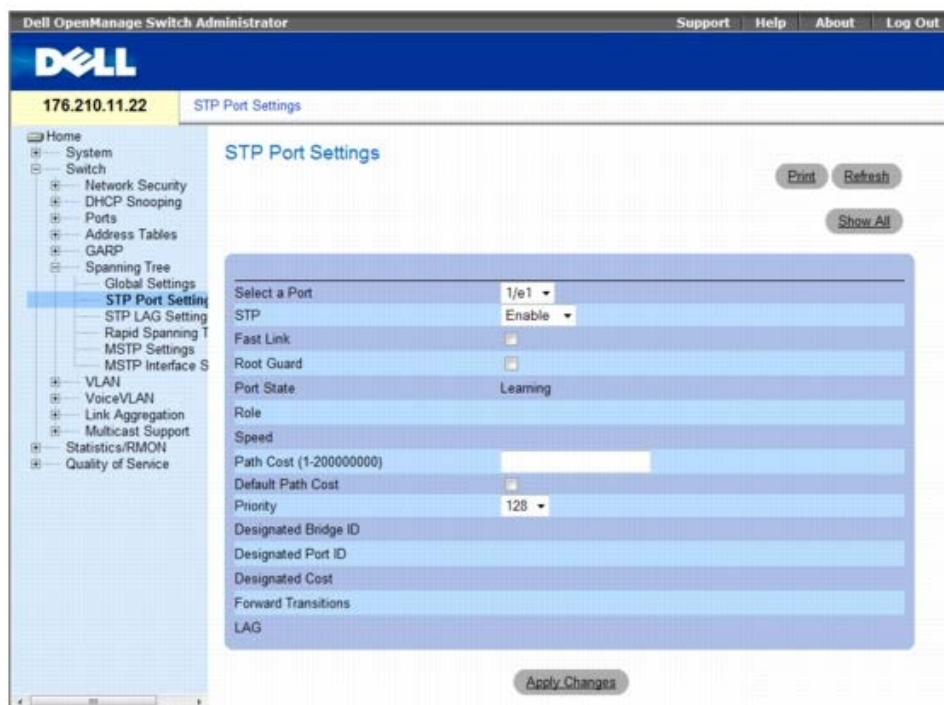 Dell OpenManage Switch Administrator
Support Help About Log Out
DELL
176.210.11.22
STP Port Settings
Home
System
Switch
Network Security
DHCP Snooping
Ports
Address Tables
GARP
Spanning Tree
Global Settings
STP Port Setting
STP LAG Setting
Rapid Spanning T
MSTP Settings
MSTP Interface S
VLAN
VoiceVLAN
Link Aggregation
Multicast Support
Statistics/RMON
Quality of Service
STP Port Settings
Print Refresh
Show All
Select a Port 1/e1
STP Enable
Fast Link
Root Guard
Port State Learning
Role
Speed
Path Cost (1-200000000)
Default Path Cost
Priority 128
Designated Bridge ID
Designated Port ID
Designated Cost
Forward Transitions
LAG
Apply Changes